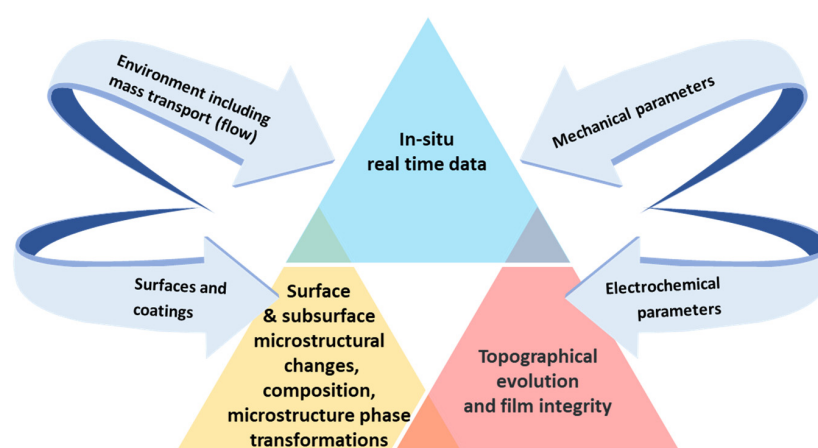 Environment including
mass transport (flow)
Mechanical parameters
In-situ
real time data
Surfaces and
coatings
Electrochemical
parameters
Surface
& subsurface
microstructural
changes,
composition,
microstructure phase
transformations
Topographical
evolution
and film integrity